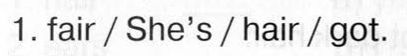 1. fair / She's / hair / got.